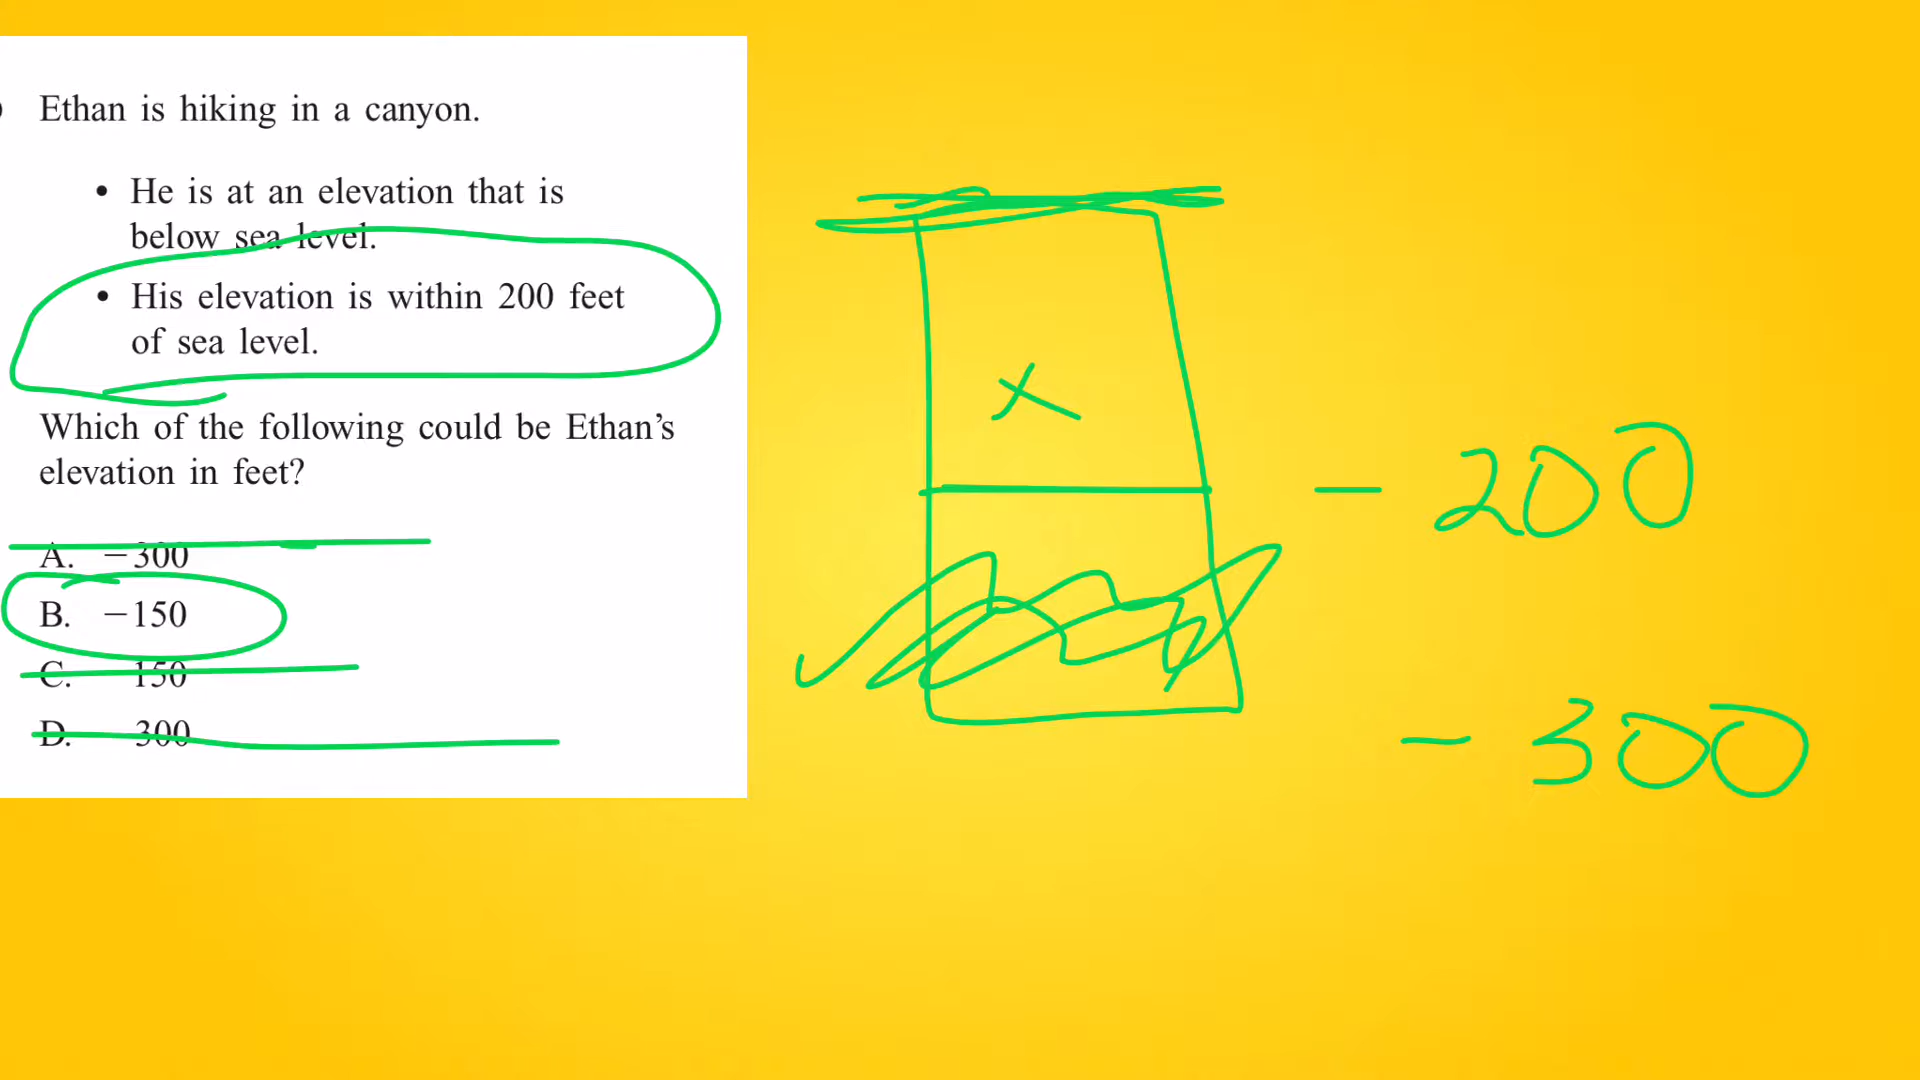 Ethan is hiking in a canyon.
• He is at an elevation that is
below sea level.
• His elevation is within 200 feet
of sea level.
Which of the following could be Ethan’s
elevation in feet?
A. −300
B. −150
C. 150
D. 300
X
− 200
− 300